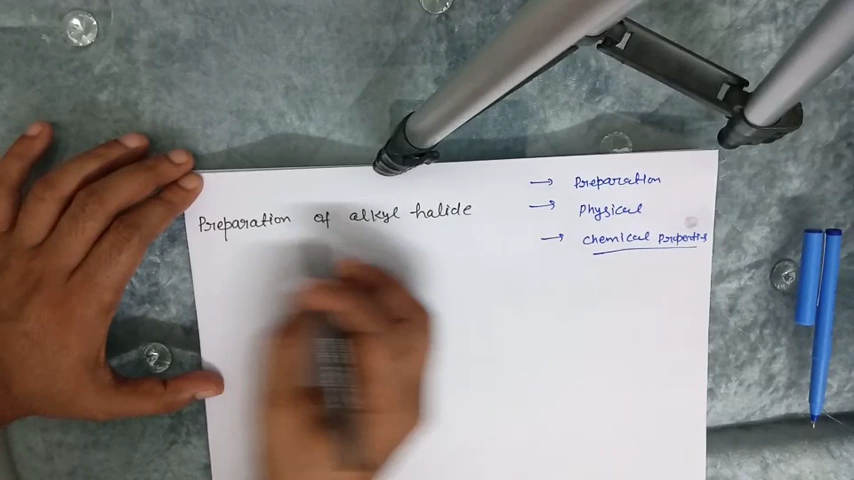 Preparation of alkyl halide
→ Preparation
→ Physical
→ chemical Properties